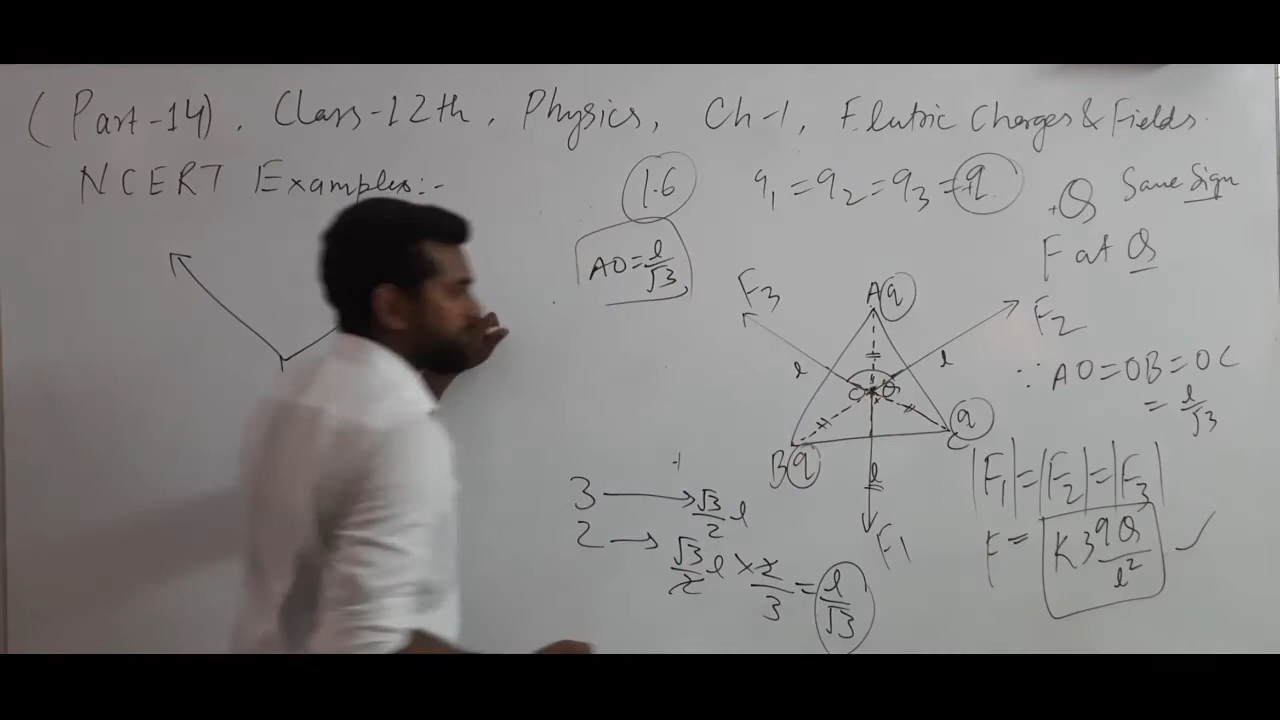 (Part-14). Class-12th, Physics, Ch-1, Electric Charges & Fields.
NCERT Examples:-
1.6
q₁ = q₂ = q₃ = q
+Q Same Sign
F at Q
AO = l/√3
F₃
A q
F₂
l
l
O
Q
∵ AO = OB = OC
= l/√3
B q
l
C q
F₁
|F₁| = |F₂| = |F₃|
F = K3qQ/l²
3 → √3/2 l
2 → √3/2 l × 2/3 = l/√3